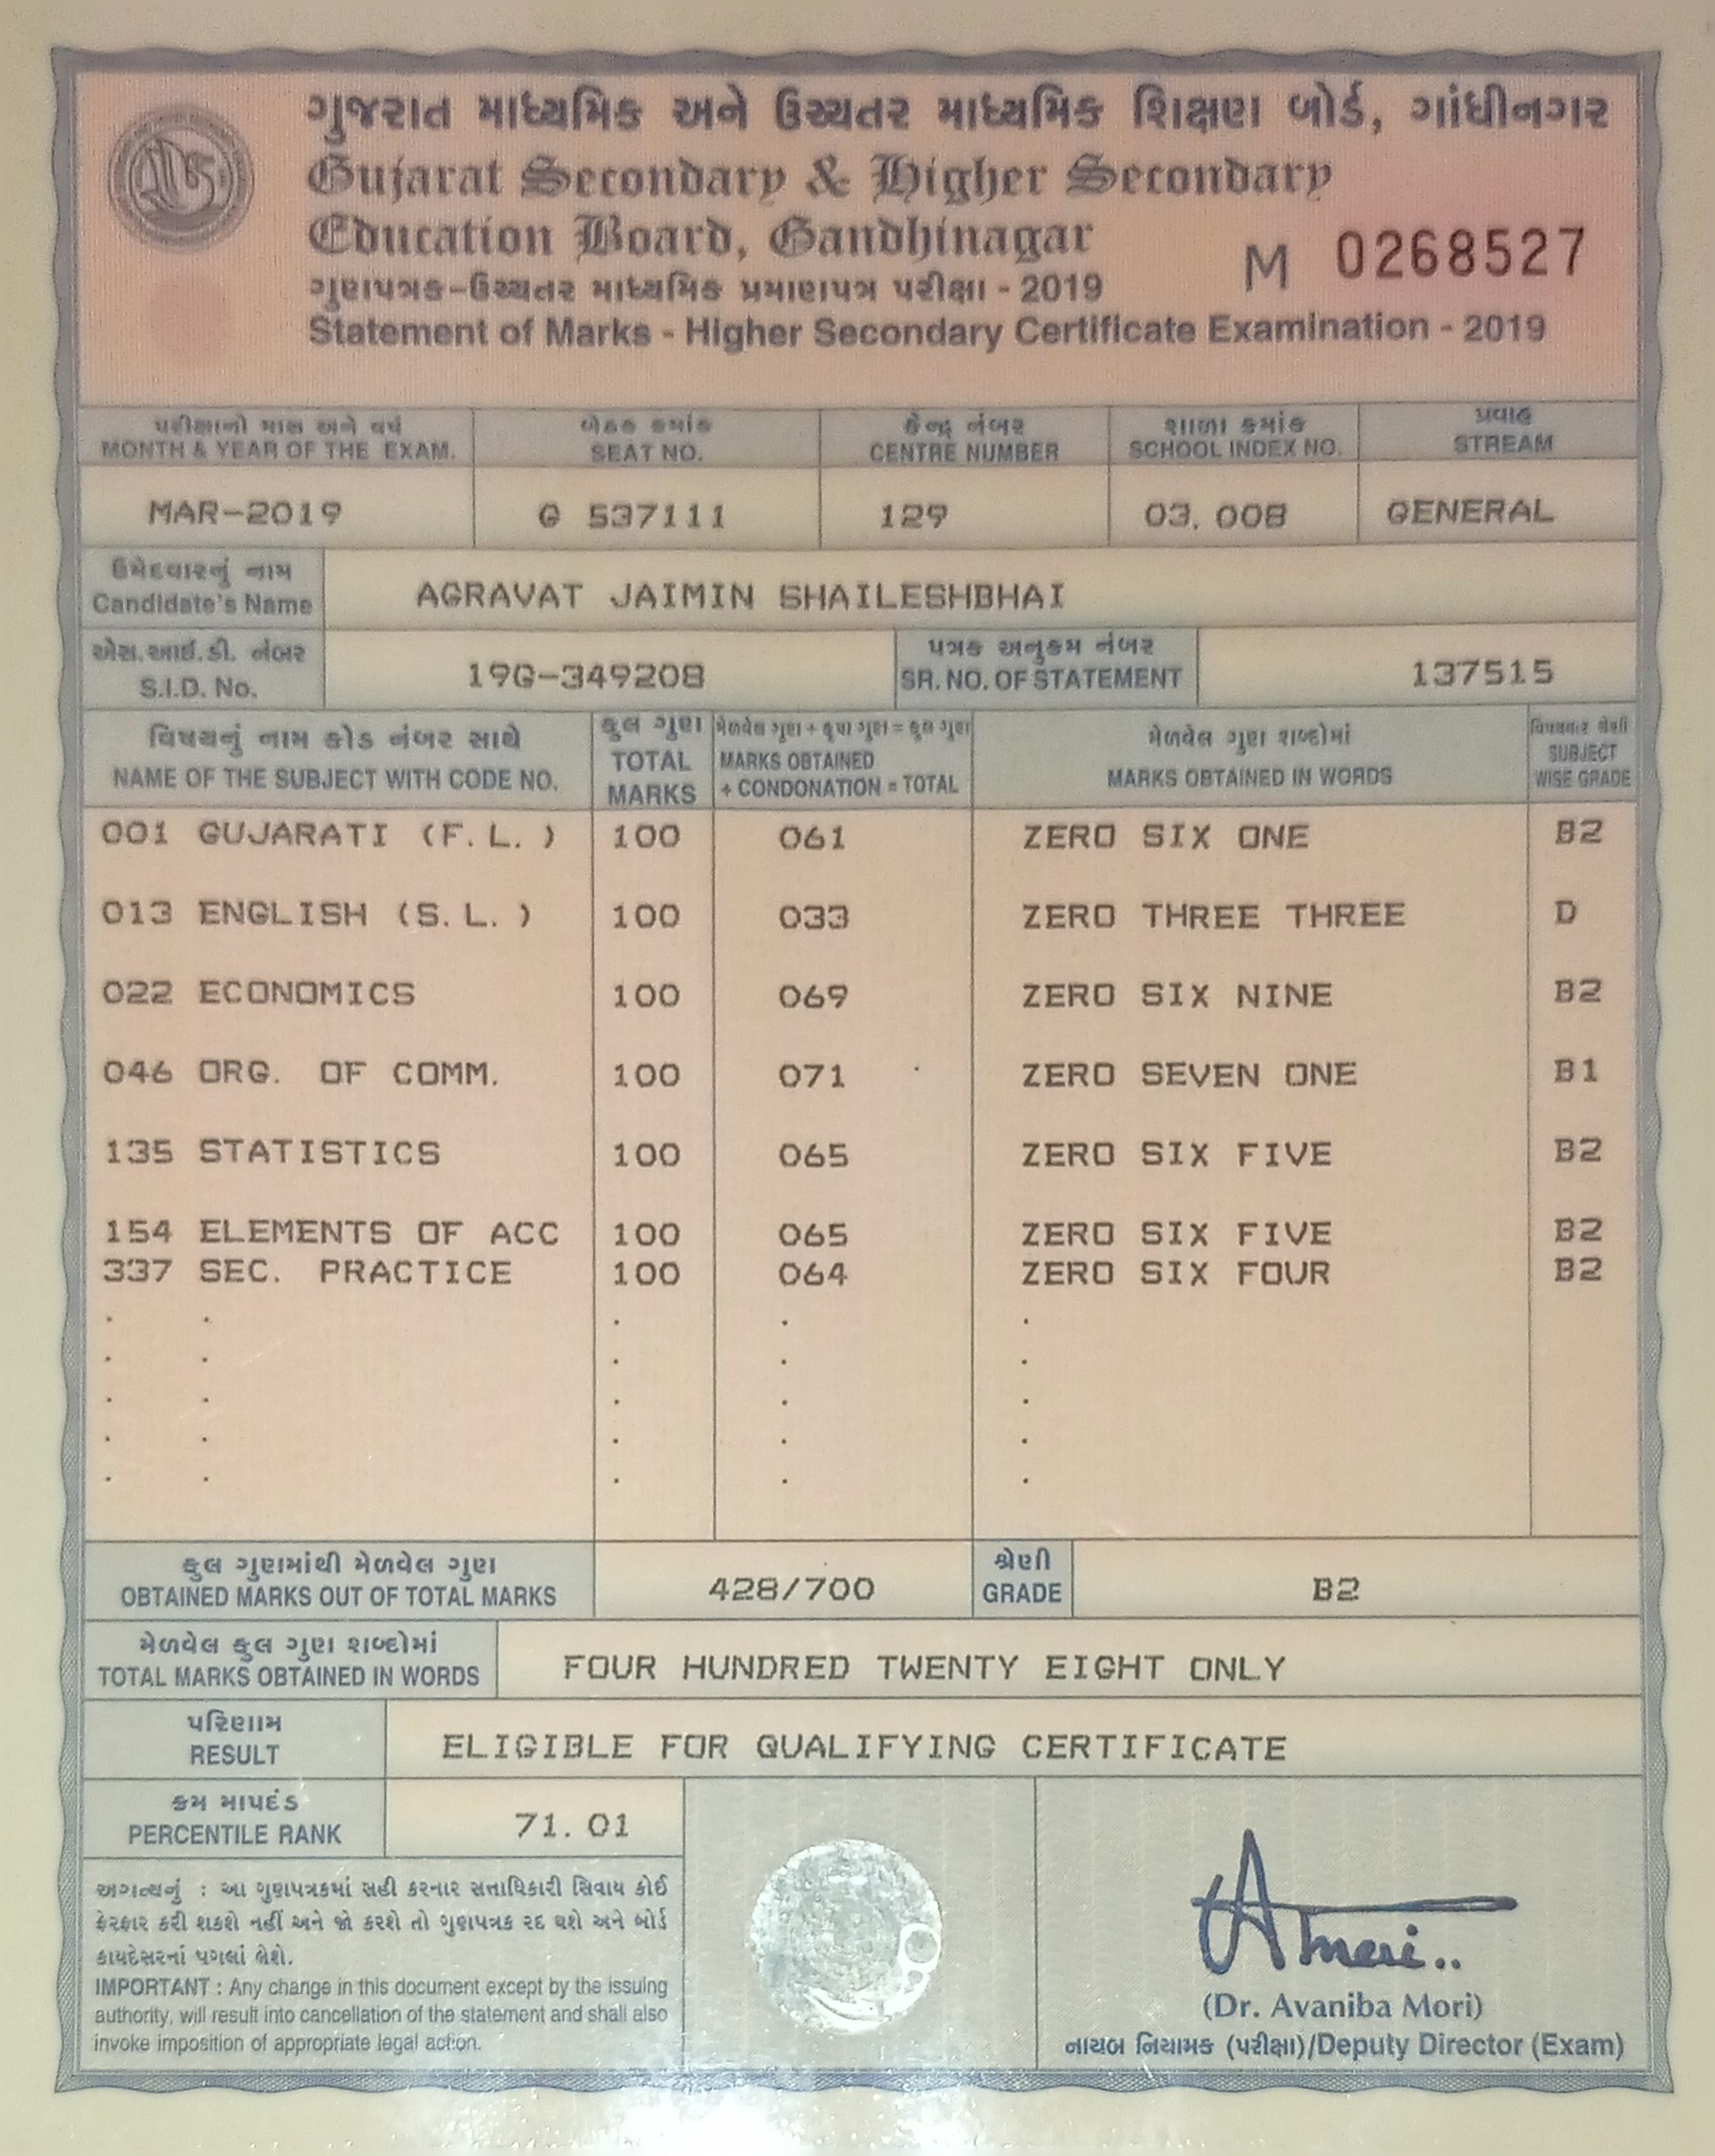 ગુજરાત માધ્યમિક અને ઉચ્ચતર માધ્યમિક શિક્ષણ બોર્ડ, ગાંધીનગર
Gujarat Secondary & Higher Secondary
Education Board, Gandhinagar
M 0268527
ગુણપત્રક-ઉચ્ચતર માધ્યમિક પ્રમાણપત્ર પરીક્ષા - 2019
Statement of Marks - Higher Secondary Certificate Examination - 2019
પરીક્ષાનો માસ અને વર્ષ બેઠક ક્રમાંક કેન્દ્ર નંબર શાળા ક્રમાંક પ્રવાહ
MONTH & YEAR OF THE EXAM. SEAT NO. CENTRE NUMBER SCHOOL INDEX NO. STREAM
MAR-2019 G 537111 129 03.008 GENERAL
ઉમેદવારનું નામ
Candidate's Name AGRAVAT JAIMIN SHAILESHBHAI
એસ.આઈ.ડી. નંબર પત્રક અનુક્રમ નંબર
S.I.D. No. 19G-349208 SR. NO. OF STATEMENT 137515
વિષયનું નામ કોડ નંબર સાથે કુલ ગુણ મેળવેલ ગુણ + કૃપા ગુણ = કુલ ગુણ મેળવેલ ગુણ શબ્દોમાં વિષયવાર શ્રેણી
NAME OF THE SUBJECT WITH CODE NO. TOTAL MARKS MARKS OBTAINED + CONDONATION = TOTAL MARKS OBTAINED IN WORDS SUBJECT WISE GRADE
001 GUJARATI (F.L.) 100 061 ZERO SIX ONE B2
013 ENGLISH (S.L.) 100 033 ZERO THREE THREE D
022 ECONOMICS 100 069 ZERO SIX NINE B2
046 ORG. OF COMM. 100 071 ZERO SEVEN ONE B1
135 STATISTICS 100 065 ZERO SIX FIVE B2
154 ELEMENTS OF ACC 100 065 ZERO SIX FIVE B2
337 SEC. PRACTICE 100 064 ZERO SIX FOUR B2
કુલ ગુણમાંથી મેળવેલ ગુણ શ્રેણી
OBTAINED MARKS OUT OF TOTAL MARKS 428/700 GRADE B2
મેળવેલ કુલ ગુણ શબ્દોમાં
TOTAL MARKS OBTAINED IN WORDS FOUR HUNDRED TWENTY EIGHT ONLY
પરિણામ
RESULT ELIGIBLE FOR QUALIFYING CERTIFICATE
ક્રમ માપદંડ
PERCENTILE RANK 71.01
અગત્યનું : આ ગુણપત્રકમાં સહી કરનાર સત્તાધિકારી સિવાય કોઈ
ફેરફાર કરી શકશે નહીં અને જો કરશે તો ગુણપત્રક રદ થશે અને બોર્ડ
કાયદેસરનાં પગલાં લેશે.
IMPORTANT : Any change in this document except by the issuing
authority, will result into cancellation of the statement and shall also
invoke imposition of appropriate legal action.
(Dr. Avaniba Mori)
નાયબ નિયામક (પરીક્ષા)/Deputy Director (Exam)